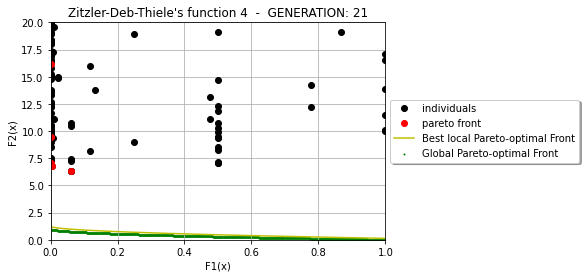 Zitzler-Deb-Thiele's function 4 - GENERATION: 21
F2(x)
20.0
17.5
15.0
12.5
10.0
7.5
5.0
2.5
0.0
0.0 0.2 0.4 0.6 0.8 1.0
F1(x)
individuals
pareto front
Best local Pareto-optimal Front
Global Pareto-optimal Front